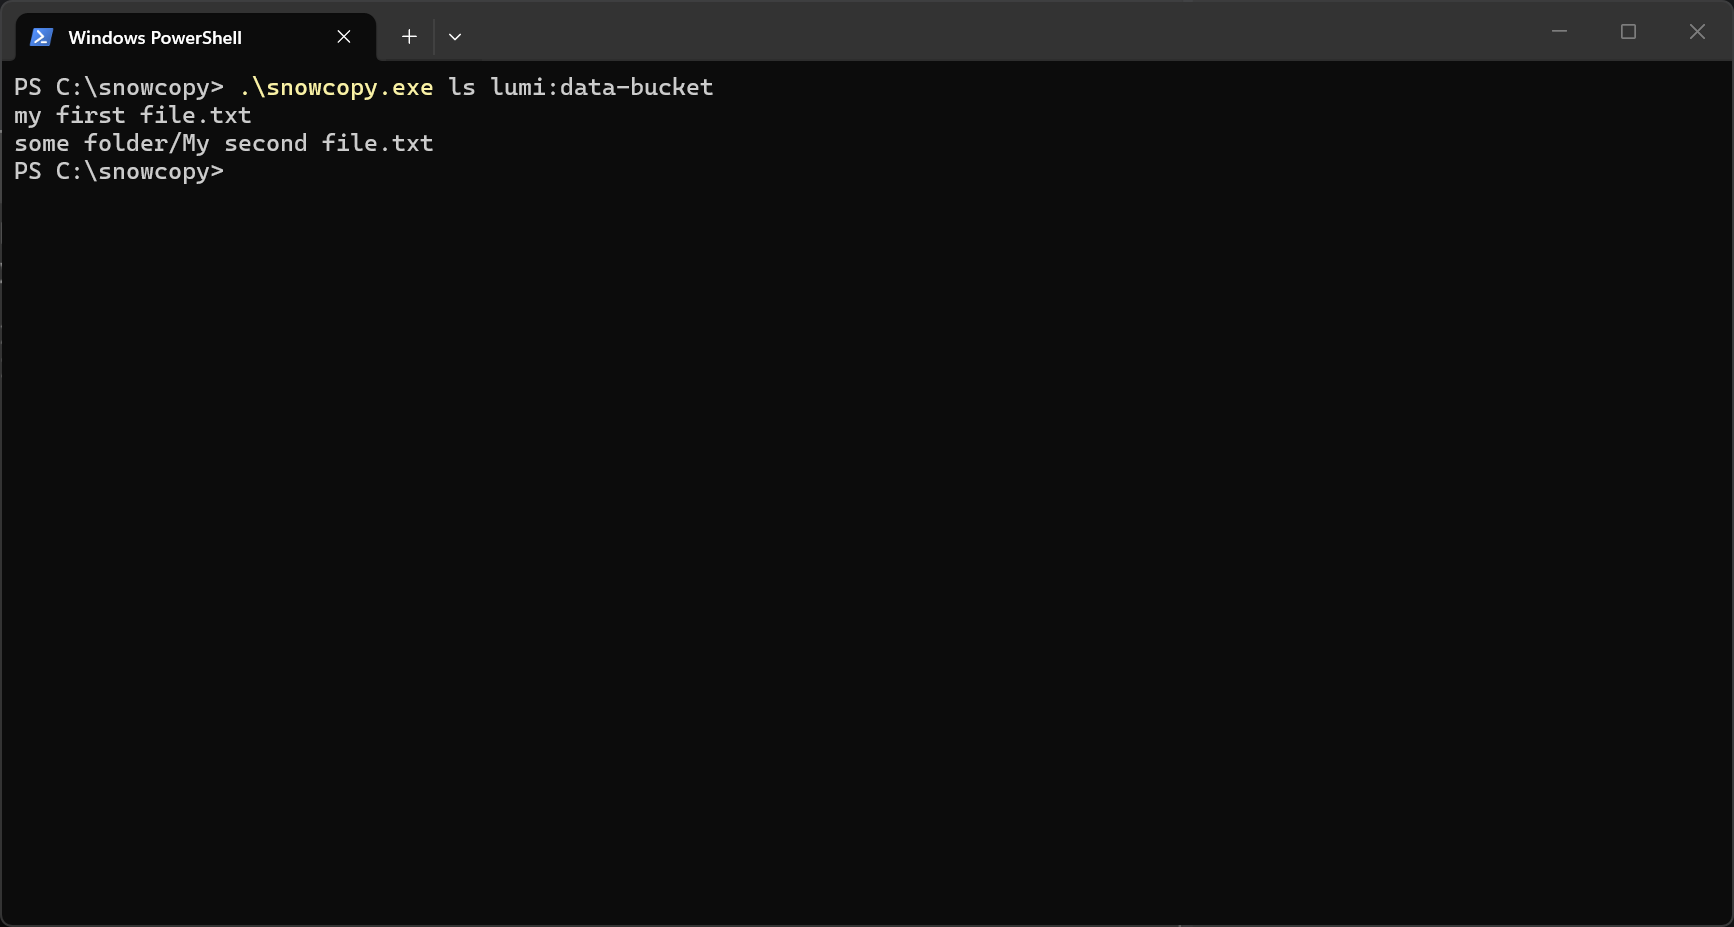 Windows PowerShell
PS C:\snowcopy> .\snowcopy.exe ls lumi:data-bucket
my first file.txt
some folder/My second file.txt
PS C:\snowcopy>